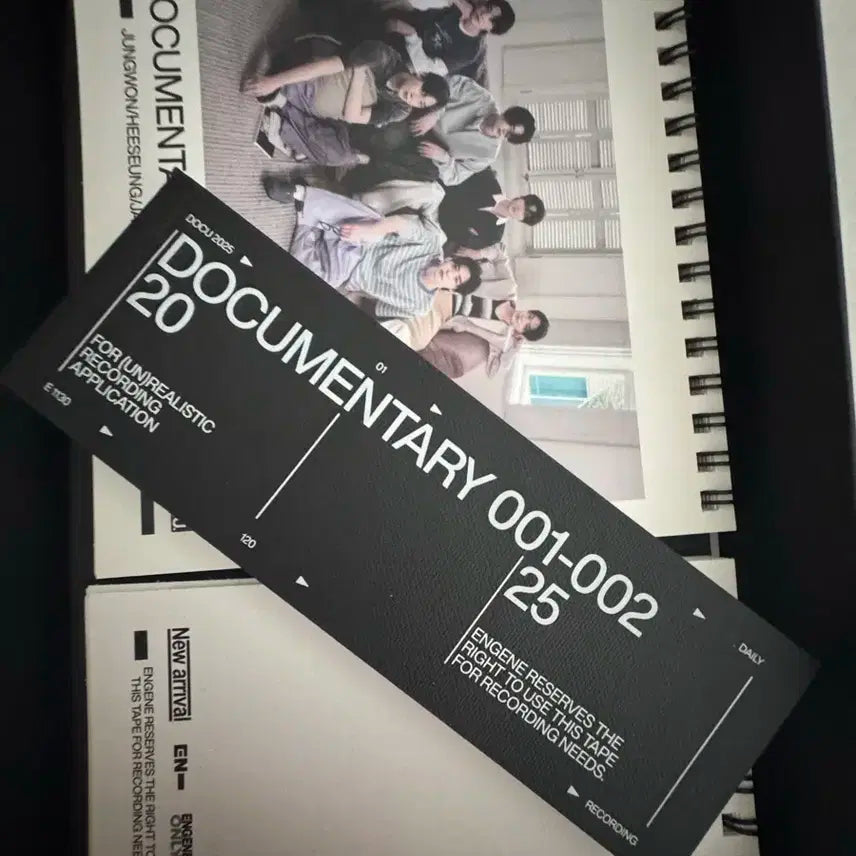 DOCUMENTA
JUNGWON/HEESEUNG/JA
DOCU 2025
DOCUMENTARY 001-002
20
01
25
FOR (UN)REALISTIC
RECORDING
APPLICATION
E 1130
120
ENGENE RESERVES THE
RIGHT TO USE THIS TAPE
FOR RECORDING NEEDS.
DAILY
RECORDING
New arrival
EN-
ENGENE RESERVES THE RIGHT TO
THIS TAPE FOR RECORDING NEE
ENGENE
ONLY